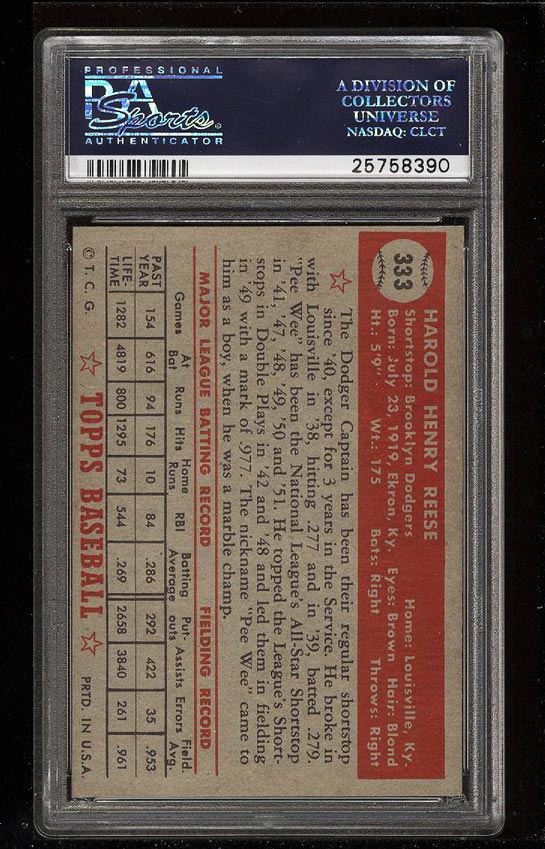 PROFESSIONAL
PSA
Sports
AUTHENTICATOR
A DIVISION OF
COLLECTORS
UNIVERSE
NASDAQ: CLCT
25758390
333
HAROLD HENRY REESE
Shortstop: Brooklyn Dodgers Home: Louisville, Ky.
Born: July 23, 1919, Ekron, Ky. Eyes: Brown Hair: Blond
Ht.: 5'9" Wt.: 175 Bats: Right Throws: Right
The Dodger Captain has been their regular shortstop
since '40, except for 3 years in the Service. He broke in
with Louisville in '38, hitting .277 and in '39, batted .279.
"Pee Wee" has been the National League's All-Star Shortstop
in '41, '47, '48, '49, '50 and '51. He topped the League's Short-
stops in Double Plays in '42 and '48 and led them in fielding
in '49 with a mark of .977. The nickname "Pee Wee" came to
him as a boy, when he was a marble champ.
MAJOR LEAGUE BATTING RECORD FIELDING RECORD
Games At Bat Runs Hits Home Runs RBI Batting Average Put-outs Assists Errors Field. Avg.
PAST YEAR 154 616 94 176 10 84 .286 292 422 35 .953
LIFE-TIME 1282 4819 800 1295 73 544 .269 2658 3840 261 .961
© T.C.G. TOPPS BASEBALL PRTD. IN U.S.A.